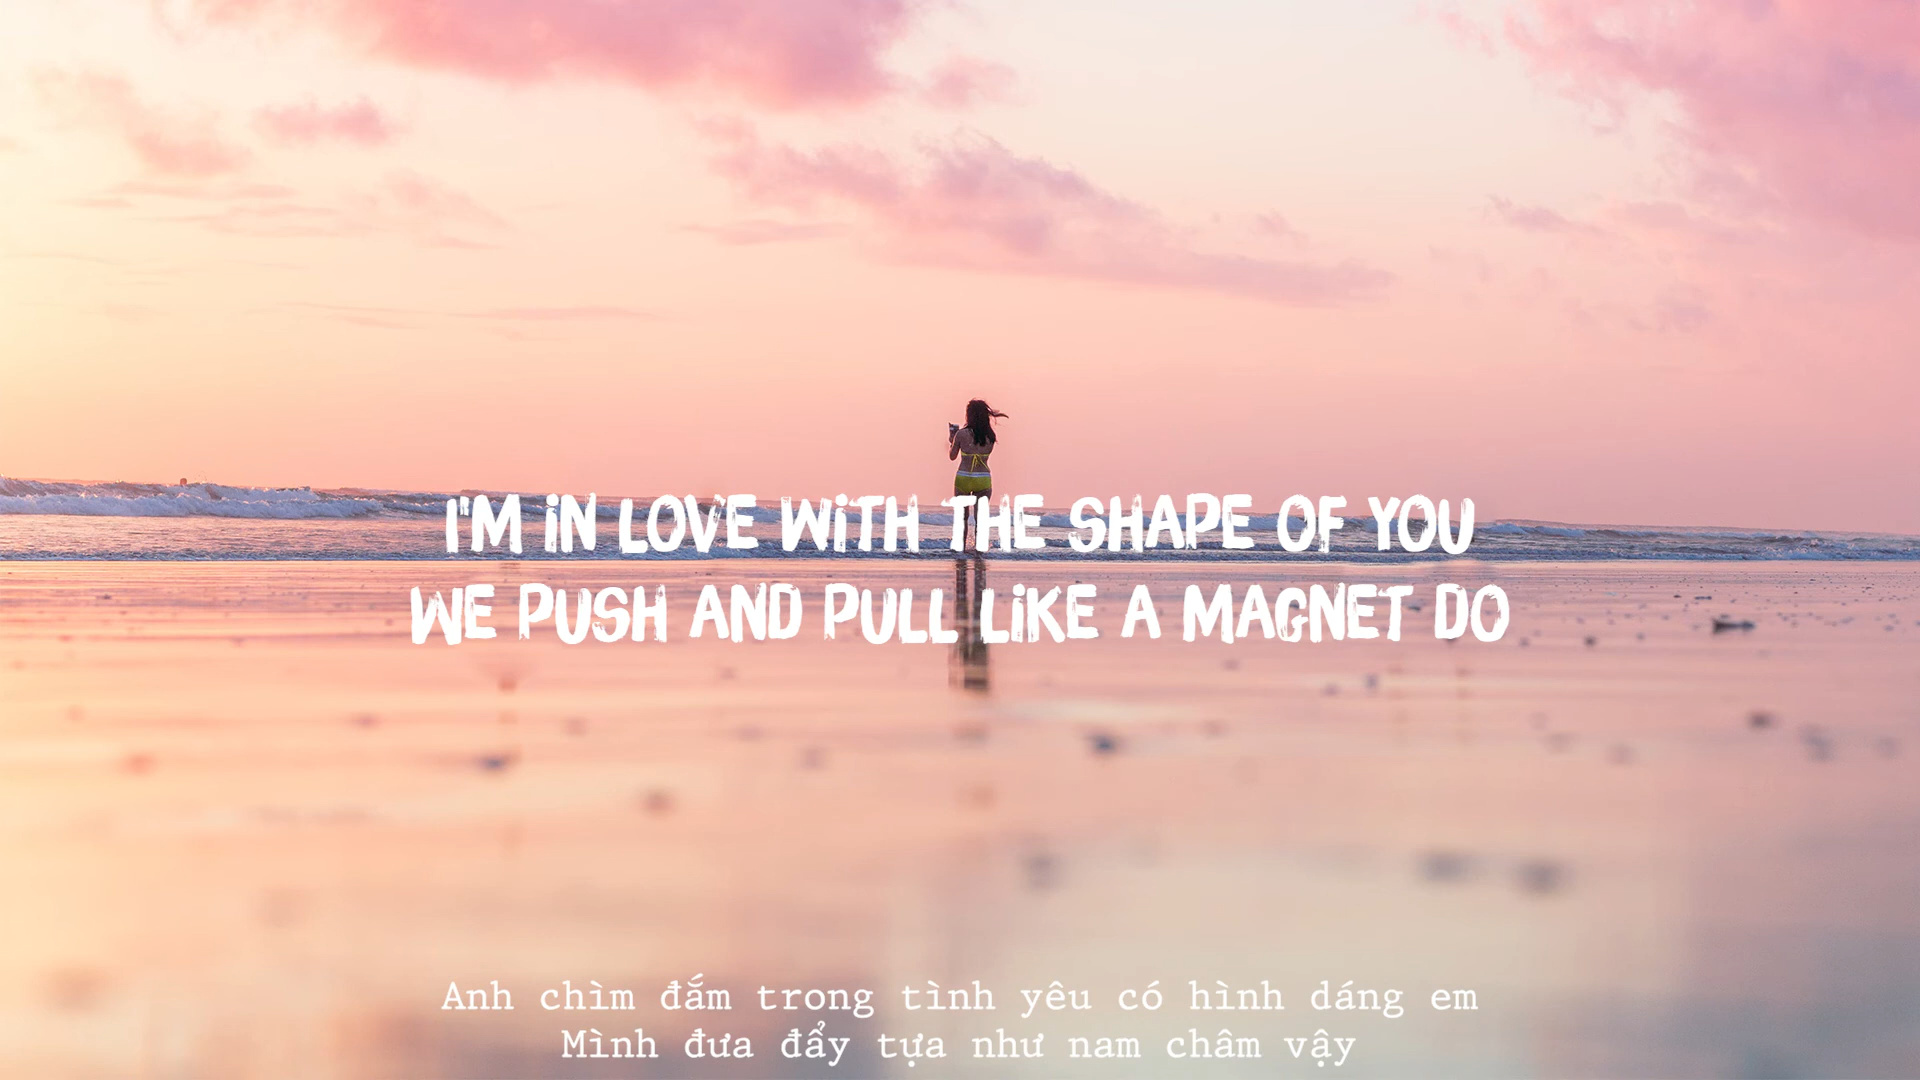 I'M iN LOVE WiTH THE SHAPE OF YOU
WE PUSH AND PULL LiKE A MAGNET DO
Anh chìm đắm trong tình yêu có hình dáng em
Mình đưa đẩy tựa như nam châm vậy